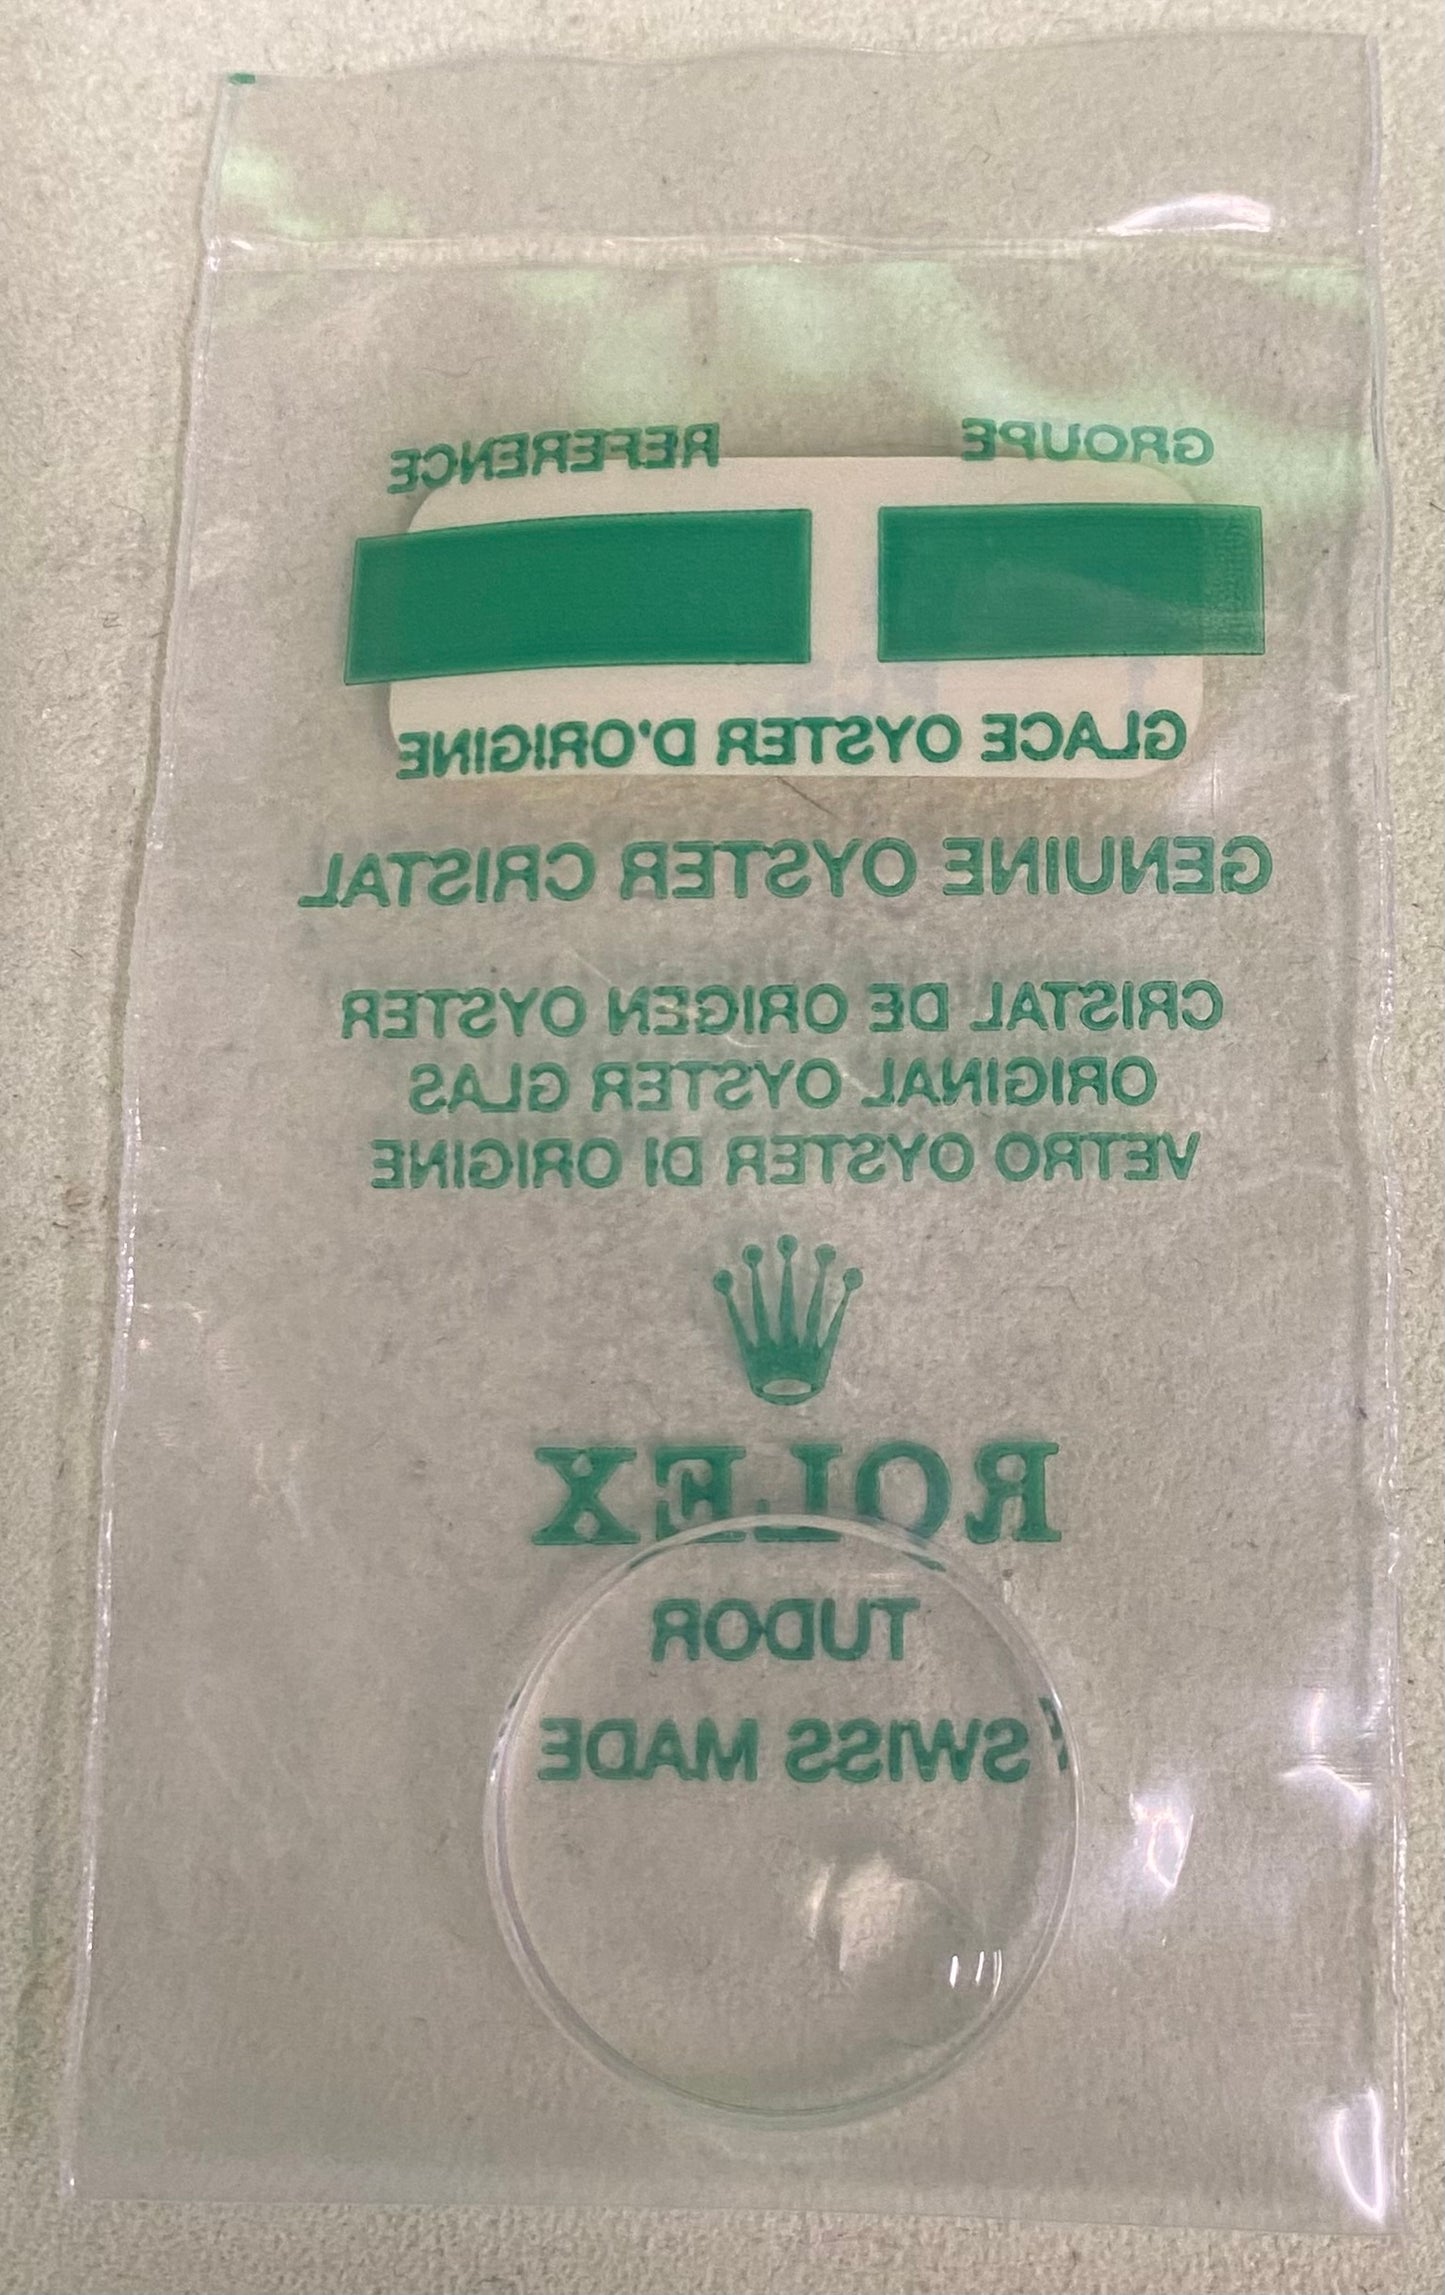 GROUPE REFERENCE
GLACE OYSTER D'ORIGINE
GENUINE OYSTER CRISTAL
CRISTAL DE ORIGEN OYSTER
ORIGINAL OYSTER GLAS
VETRO OYSTER DI ORIGINE
ROLEX
TUDOR
SWISS MADE